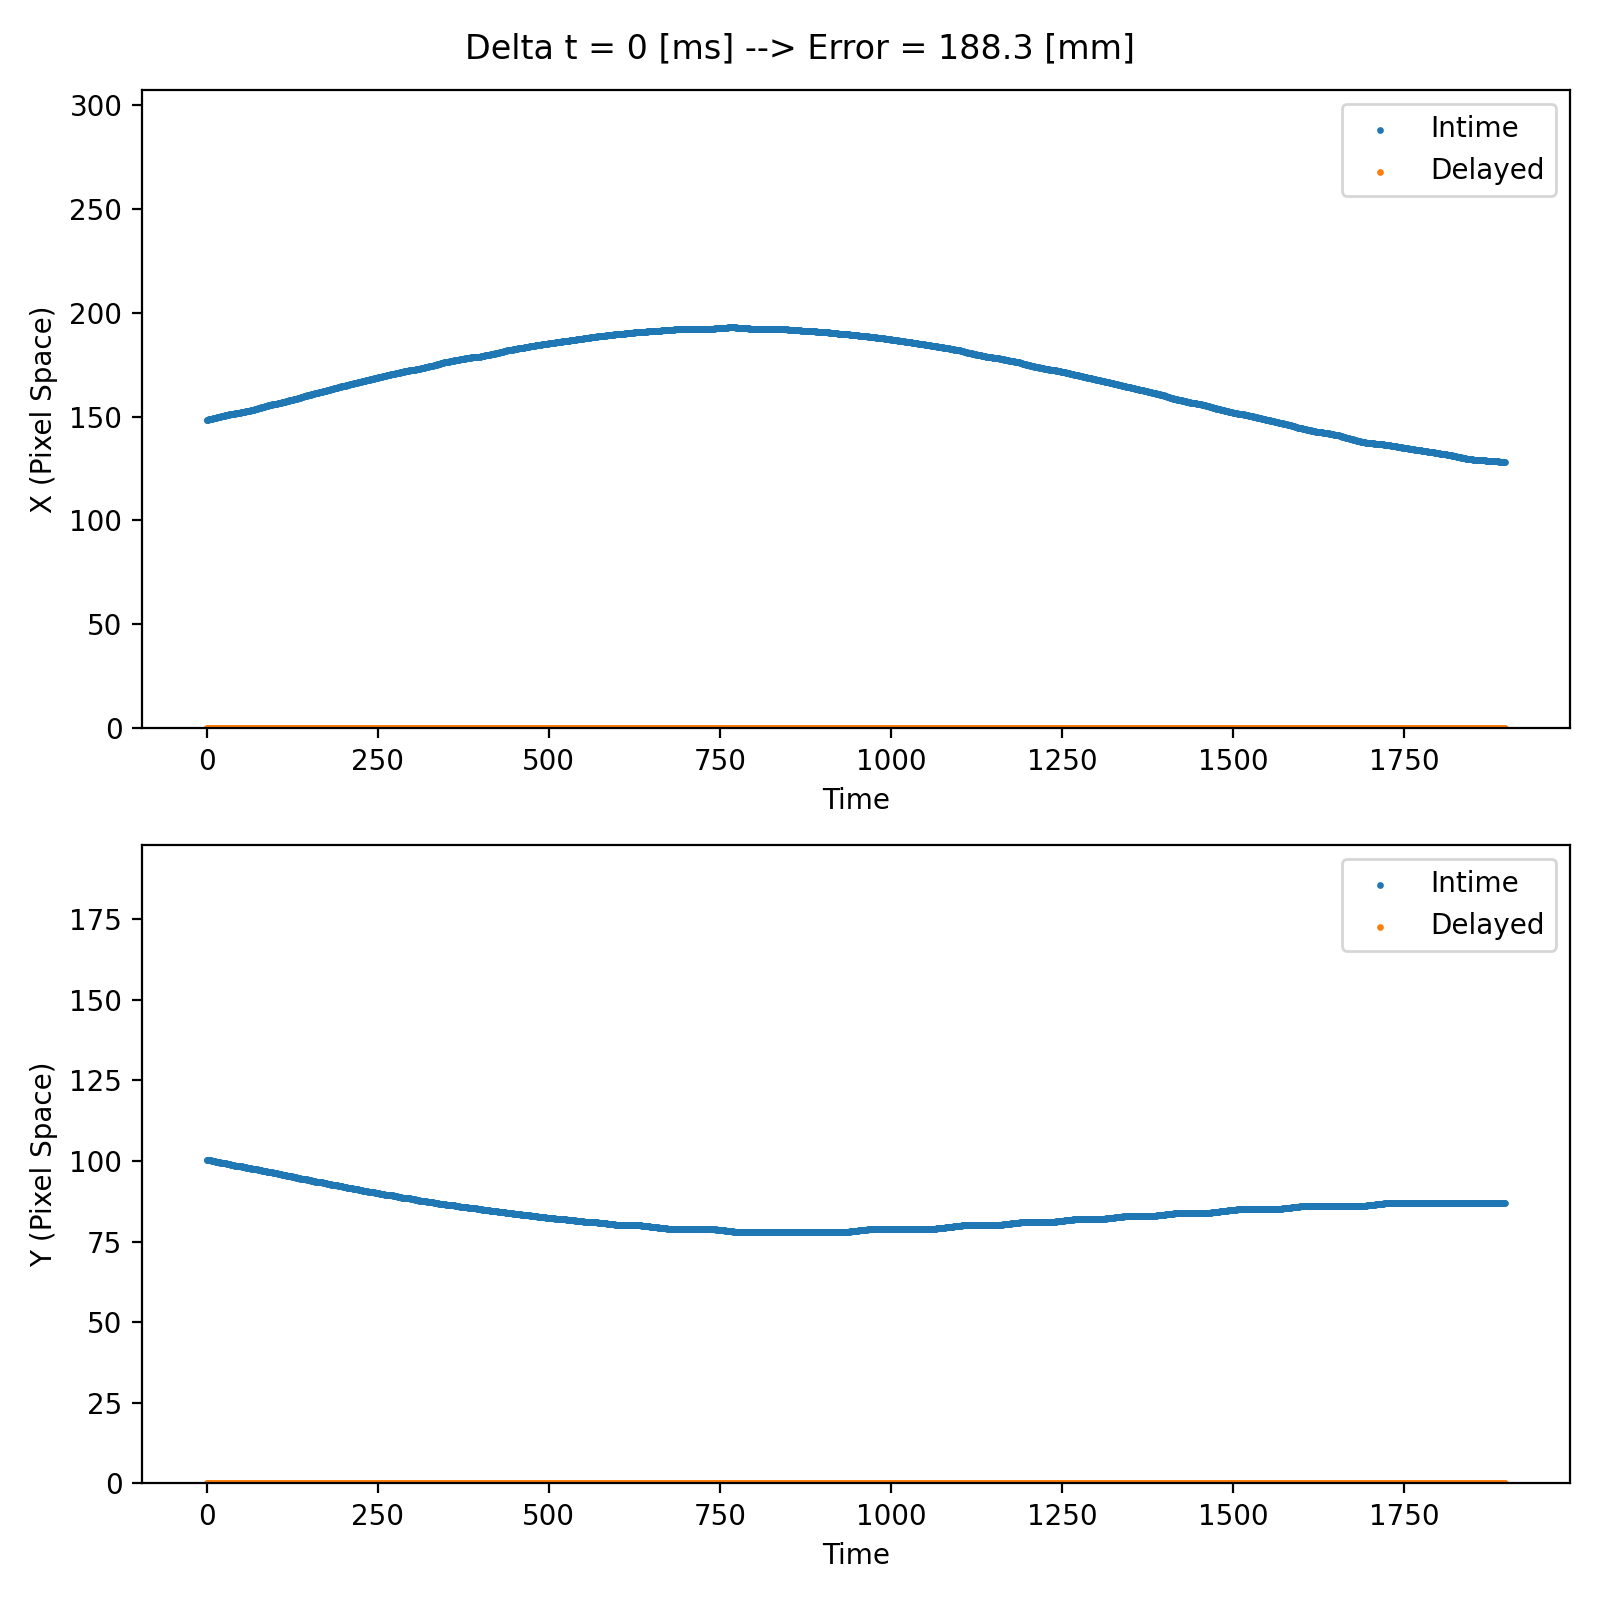 Delta t = 0 [ms] --> Error = 188.3 [mm]
300
250
200
150
100
50
0
X (Pixel Space)
Intime
Delayed
0 250 500 750 1000 1250 1500 1750
Time
175
150
125
100
75
50
25
0
Y (Pixel Space)
Intime
Delayed
0 250 500 750 1000 1250 1500 1750
Time